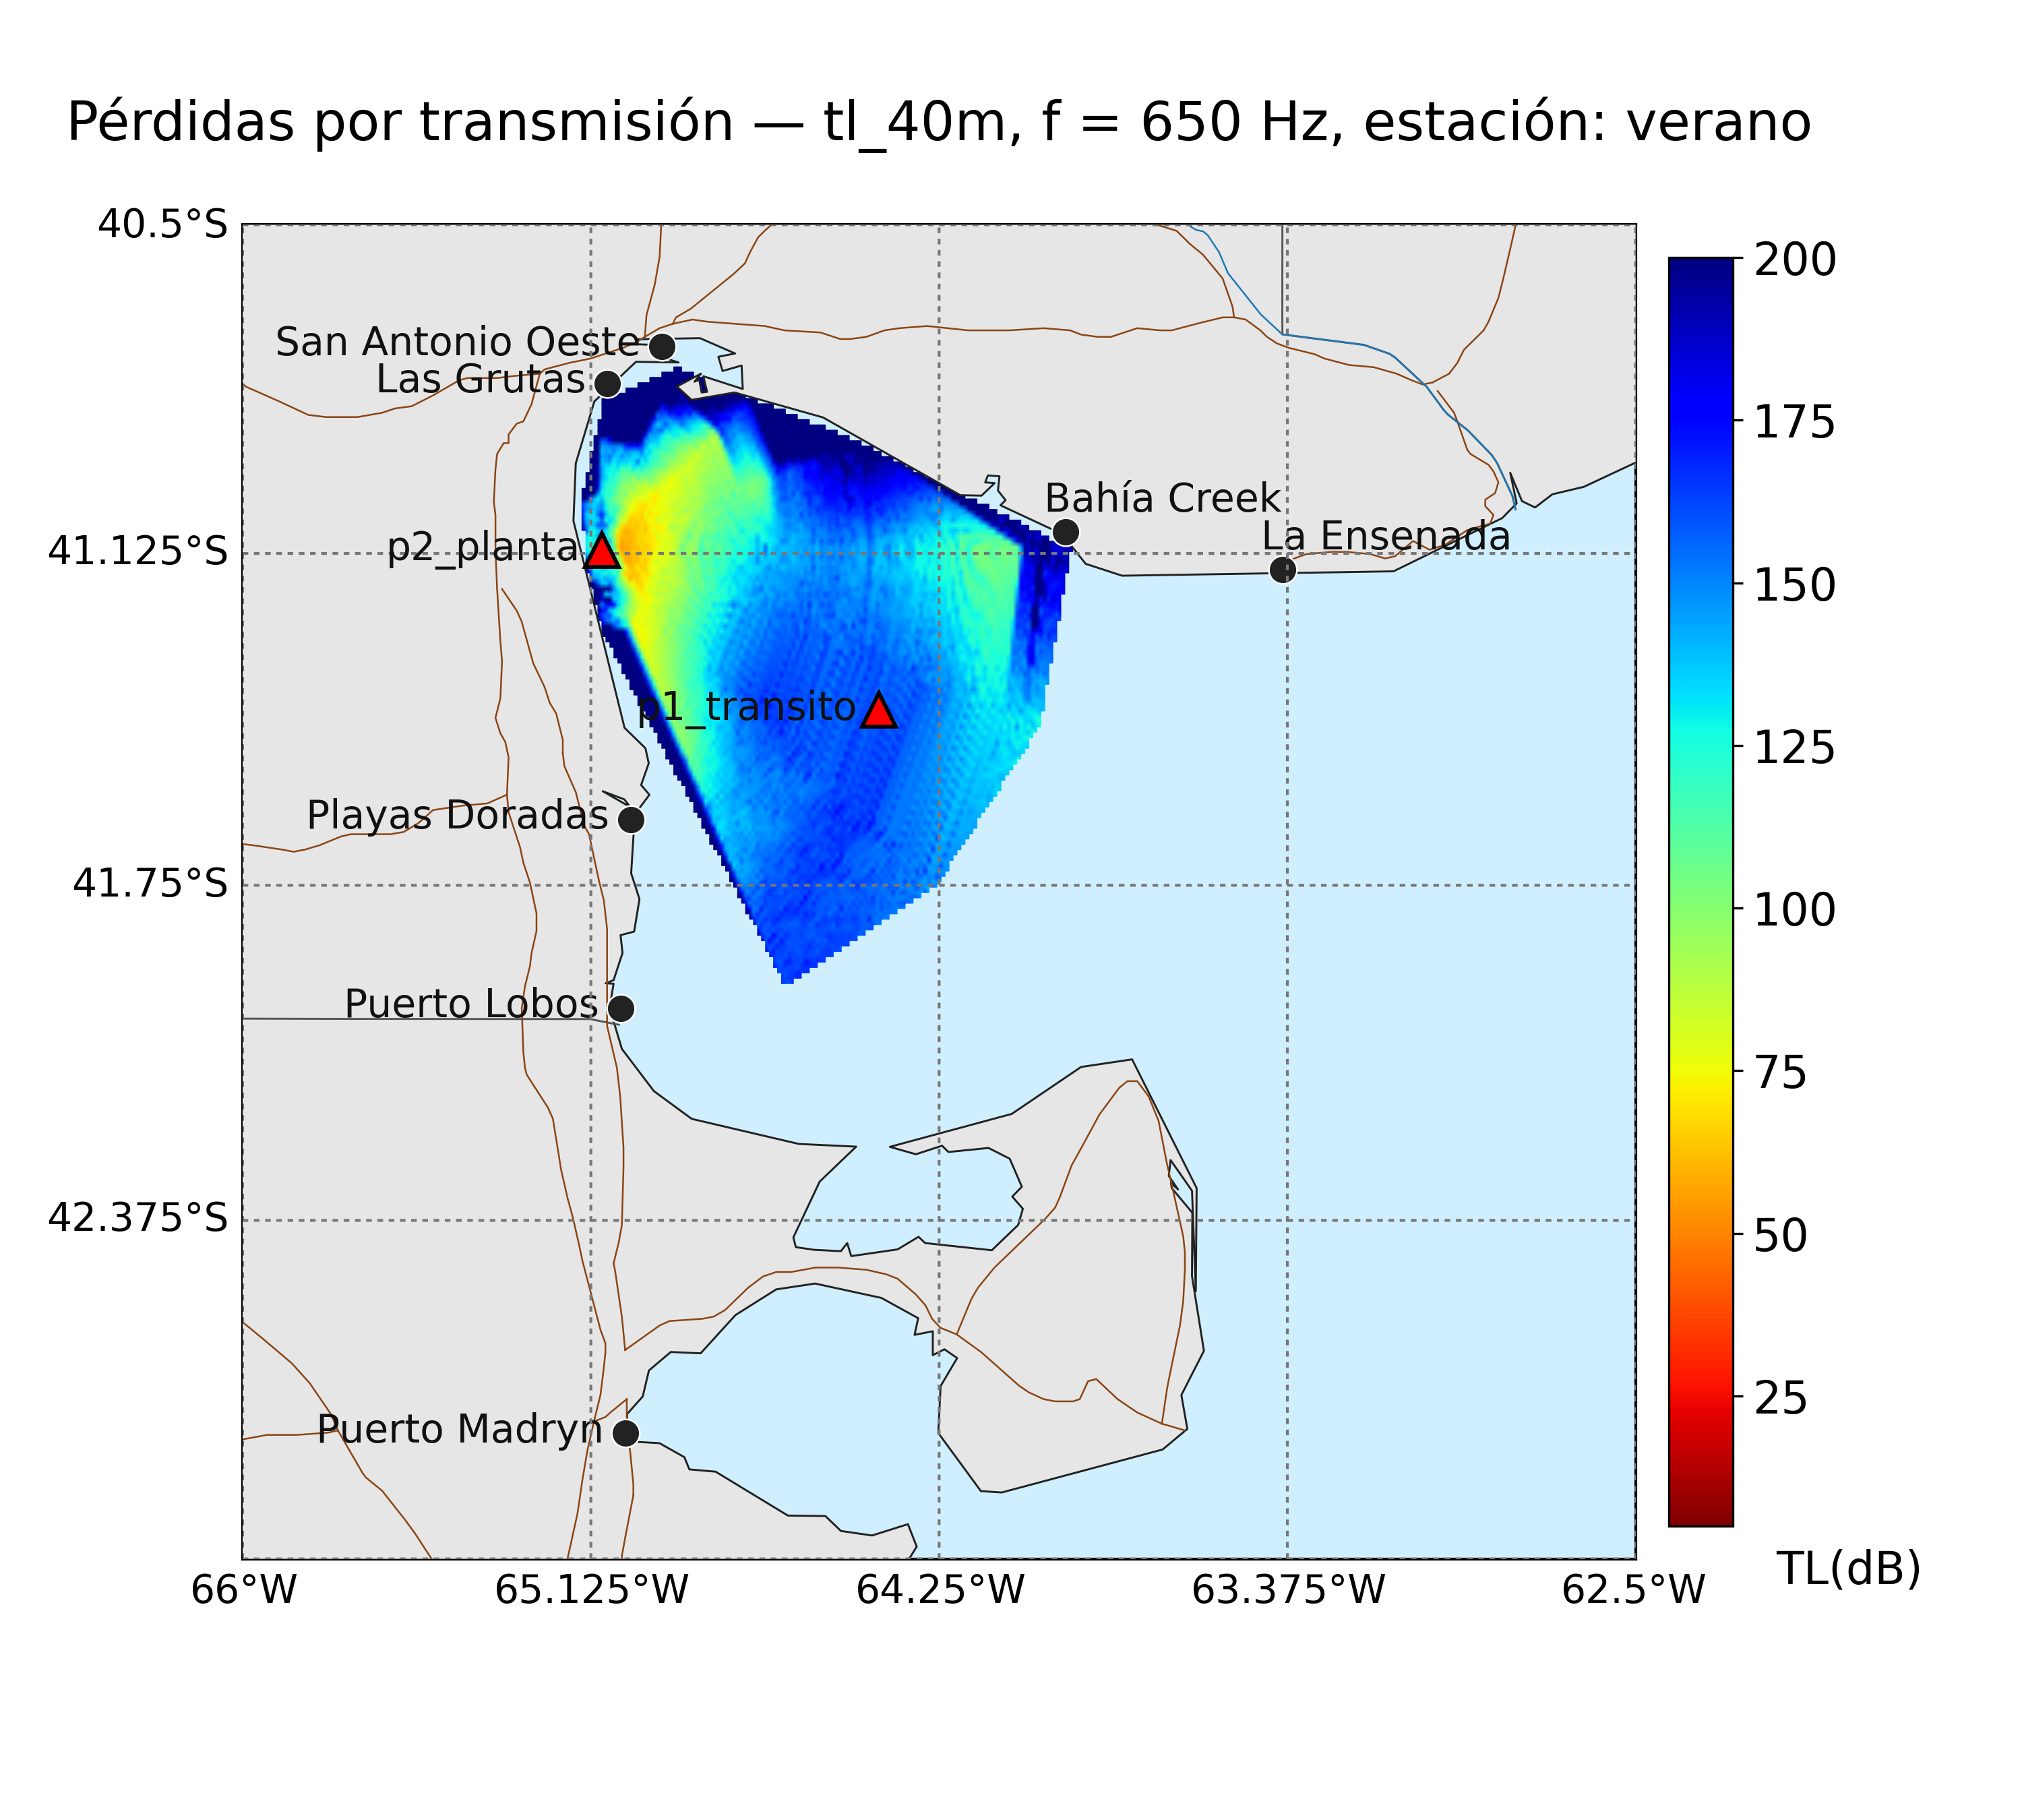 Pérdidas por transmisión — tl_40m, f = 650 Hz, estación: verano
40.5°S
41.125°S
41.75°S
42.375°S
66°W
65.125°W
64.25°W
63.375°W
62.5°W
San Antonio Oeste
Las Grutas
Bahía Creek
La Ensenada
p2_planta
p1_transito
Playas Doradas
Puerto Lobos
Puerto Madryn
200
175
150
125
100
75
50
25
TL(dB)